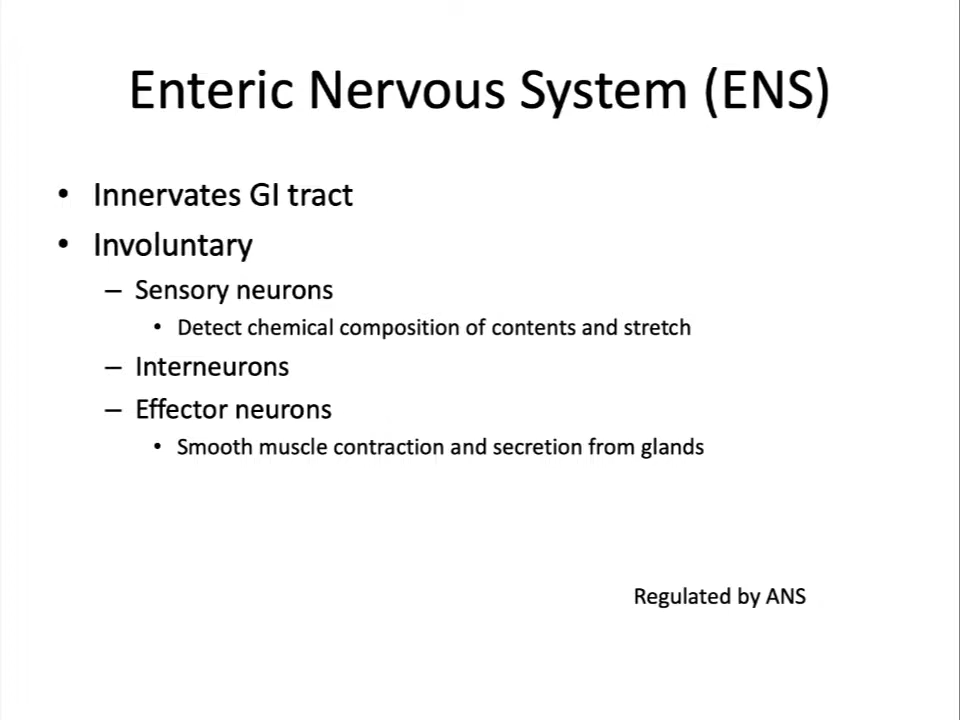 Enteric Nervous System (ENS)
• Innervates GI tract
• Involuntary
– Sensory neurons
• Detect chemical composition of contents and stretch
– Interneurons
– Effector neurons
• Smooth muscle contraction and secretion from glands
Regulated by ANS